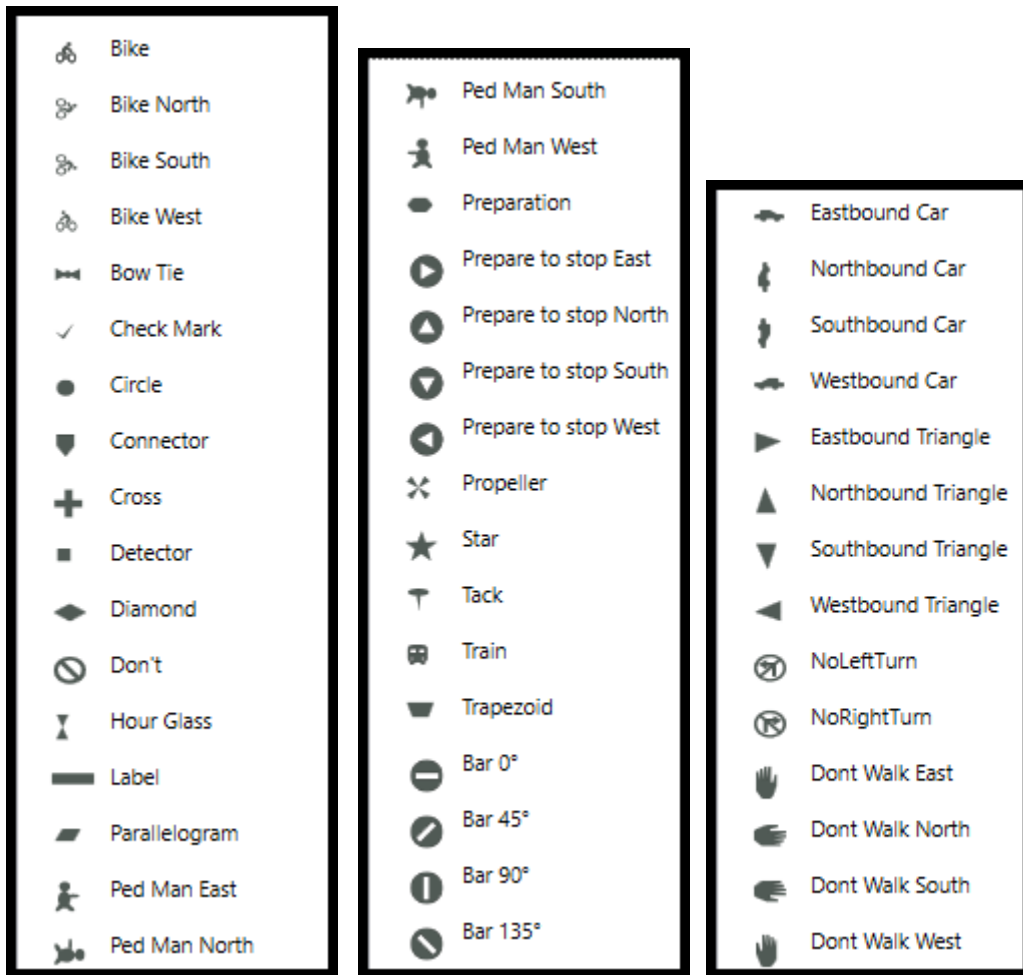 Bike
Bike North
Bike South
Bike West
Bow Tie
Check Mark
Circle
Connector
Cross
Detector
Diamond
Don't
Hour Glass
Label
Parallelogram
Ped Man East
Ped Man North
Ped Man South
Ped Man West
Preparation
Prepare to stop East
Prepare to stop North
Prepare to stop South
Prepare to stop West
Propeller
Star
Tack
Train
Trapezoid
Bar 0°
Bar 45°
Bar 90°
Bar 135°
Eastbound Car
Northbound Car
Southbound Car
Westbound Car
Eastbound Triangle
Northbound Triangle
Southbound Triangle
Westbound Triangle
NoLeftTurn
NoRightTurn
Dont Walk East
Dont Walk North
Dont Walk South
Dont Walk West